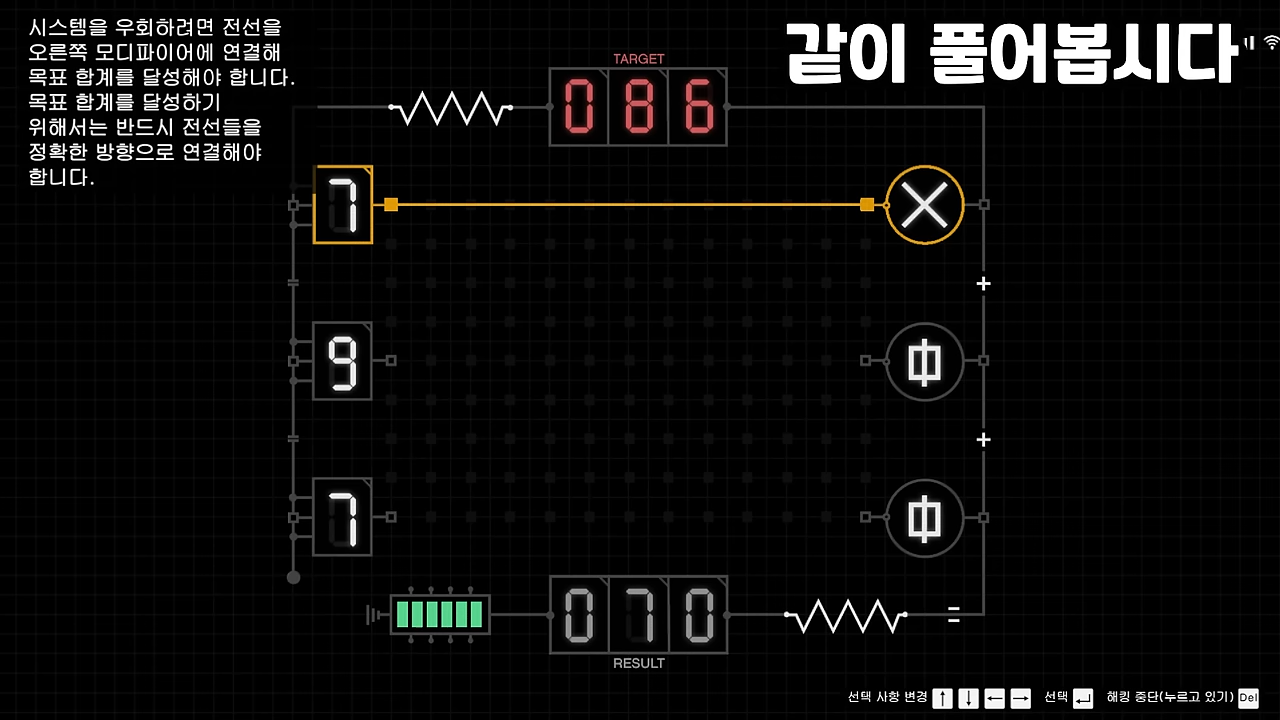 시스템을 우회하려면 전선을
오른쪽 모디파이어에 연결해
목표 합계를 달성해야 합니다.
목표 합계를 달성하기
위해서는 반드시 전선들을
정확한 방향으로 연결해야
합니다.
같이 풀어봅시다
TARGET
086
7
9
中
+
7
中
+
070
=
RESULT
선택 사항 변경 ↑ ↓ ← → 선택 ↵ 해킹 중단(누르고 있기) Del